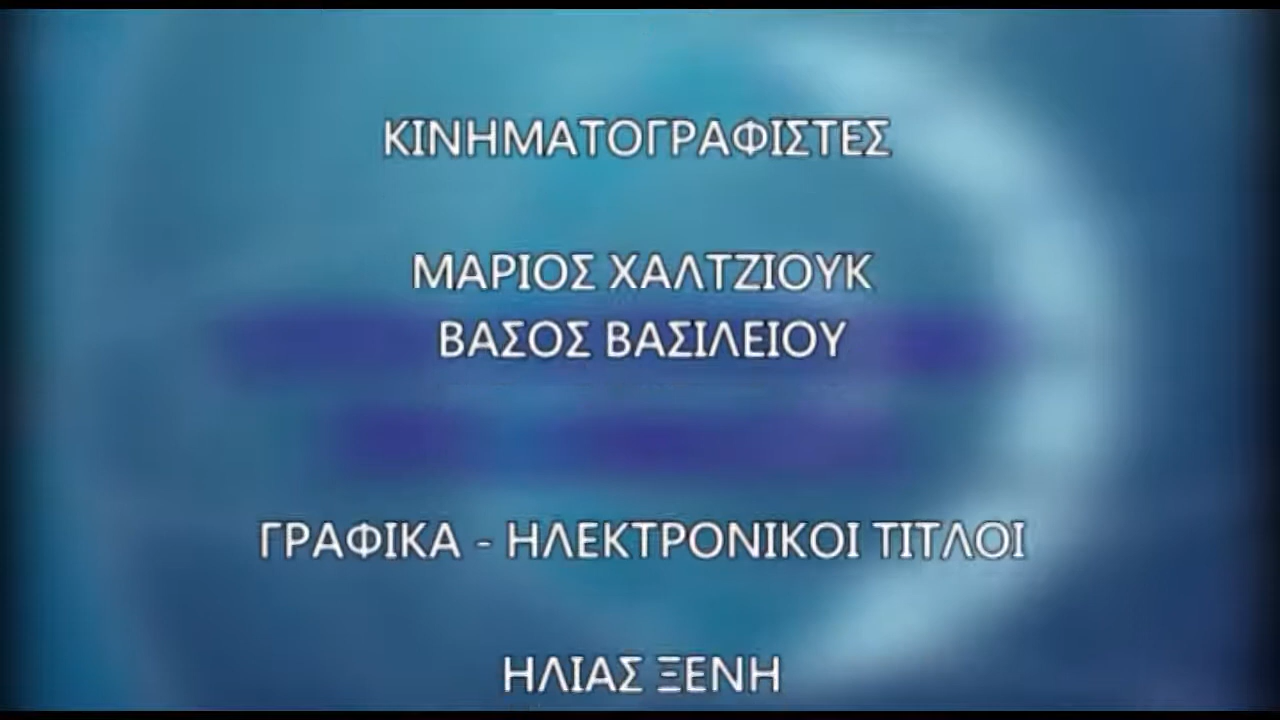 ΚΙΝΗΜΑΤΟΓΡΑΦΙΣΤΕΣ
ΜΑΡΙΟΣ ΧΑΛΤΖΙΟΥΚ
ΒΑΣΟΣ ΒΑΣΙΛΕΙΟΥ
ΓΡΑΦΙΚΑ - ΗΛΕΚΤΡΟΝΙΚΟΙ ΤΙΤΛΟΙ
ΗΛΙΑΣ ΞΕΝΗ